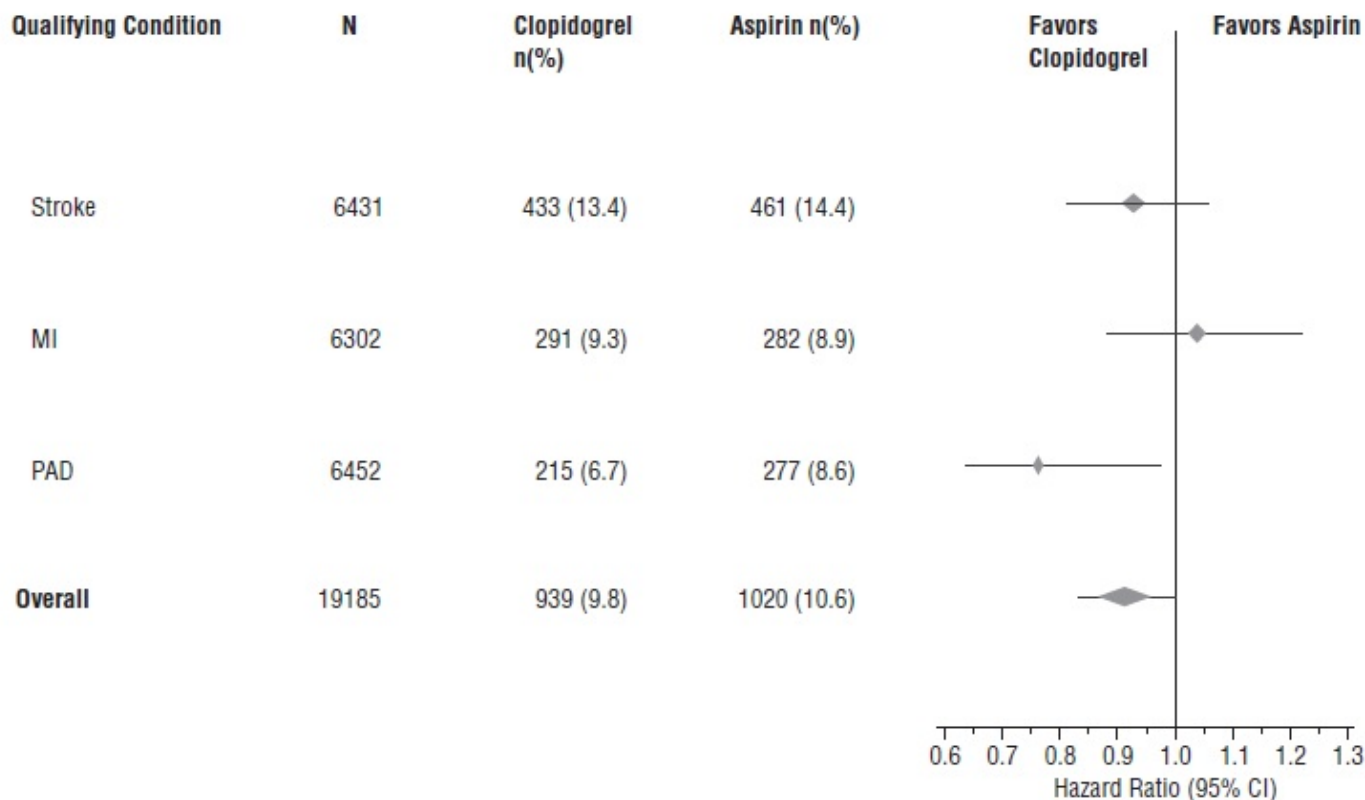 Qualifying Condition N Clopidogrel n(%) Aspirin n(%) Favors Clopidogrel Favors Aspirin
Stroke 6431 433 (13.4) 461 (14.4)
MI 6302 291 (9.3) 282 (8.9)
PAD 6452 215 (6.7) 277 (8.6)
Overall 19185 939 (9.8) 1020 (10.6)
0.6 0.7 0.8 0.9 1.0 1.1 1.2 1.3
Hazard Ratio (95% CI)